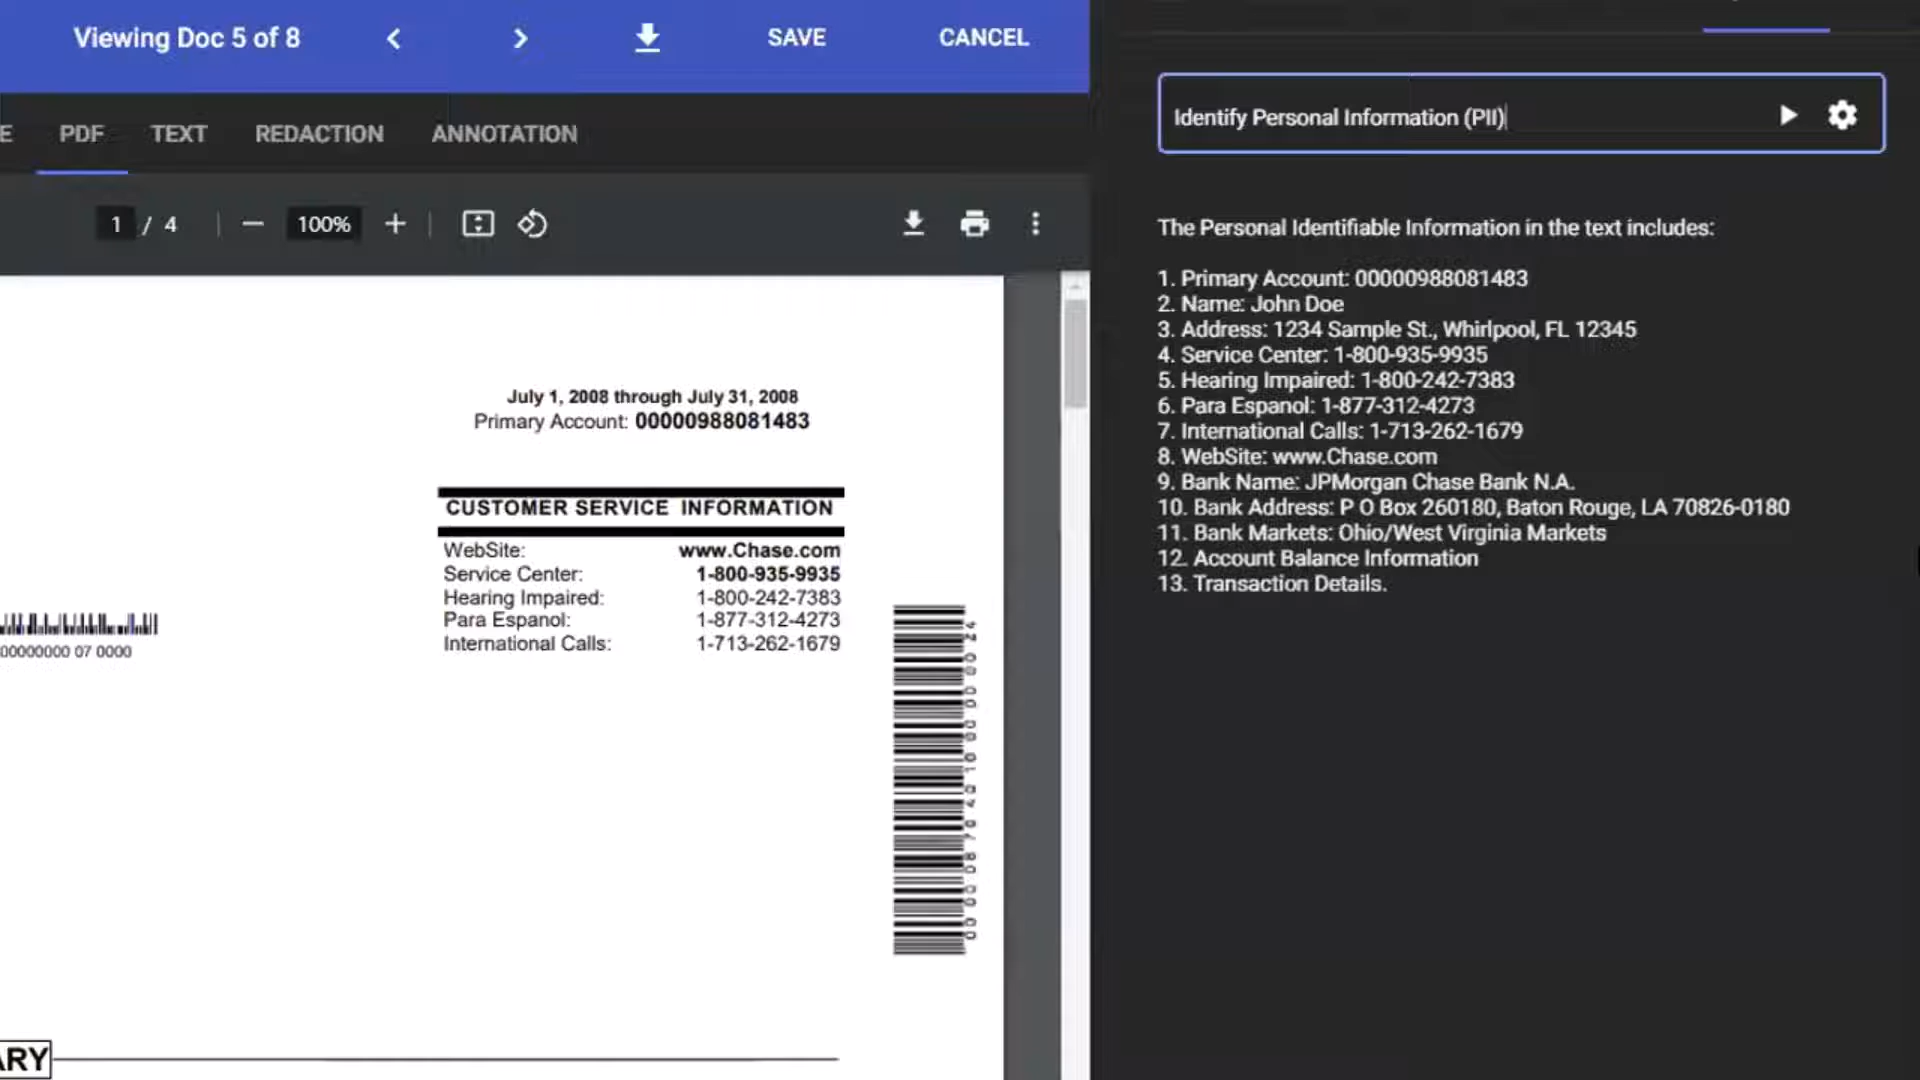 Viewing Doc 5 of 8
SAVE
CANCEL
E
PDF
TEXT
REDACTION
ANNOTATION
1 / 4
100%
July 1, 2008 through July 31, 2008
Primary Account: 00000988081483
CUSTOMER SERVICE INFORMATION
WebSite: www.Chase.com
Service Center: 1-800-935-9935
Hearing Impaired: 1-800-242-7383
Para Espanol: 1-877-312-4273
International Calls: 1-713-262-1679
00000000 07 0000
ARY
Identify Personal Information (PII)
The Personal Identifiable Information in the text includes:
1. Primary Account: 00000988081483
2. Name: John Doe
3. Address: 1234 Sample St., Whirlpool, FL 12345
4. Service Center: 1-800-935-9935
5. Hearing Impaired: 1-800-242-7383
6. Para Espanol: 1-877-312-4273
7. International Calls: 1-713-262-1679
8. WebSite: www.Chase.com
9. Bank Name: JPMorgan Chase Bank N.A.
10. Bank Address: P O Box 260180, Baton Rouge, LA 70826-0180
11. Bank Markets: Ohio/West Virginia Markets
12. Account Balance Information
13. Transaction Details.